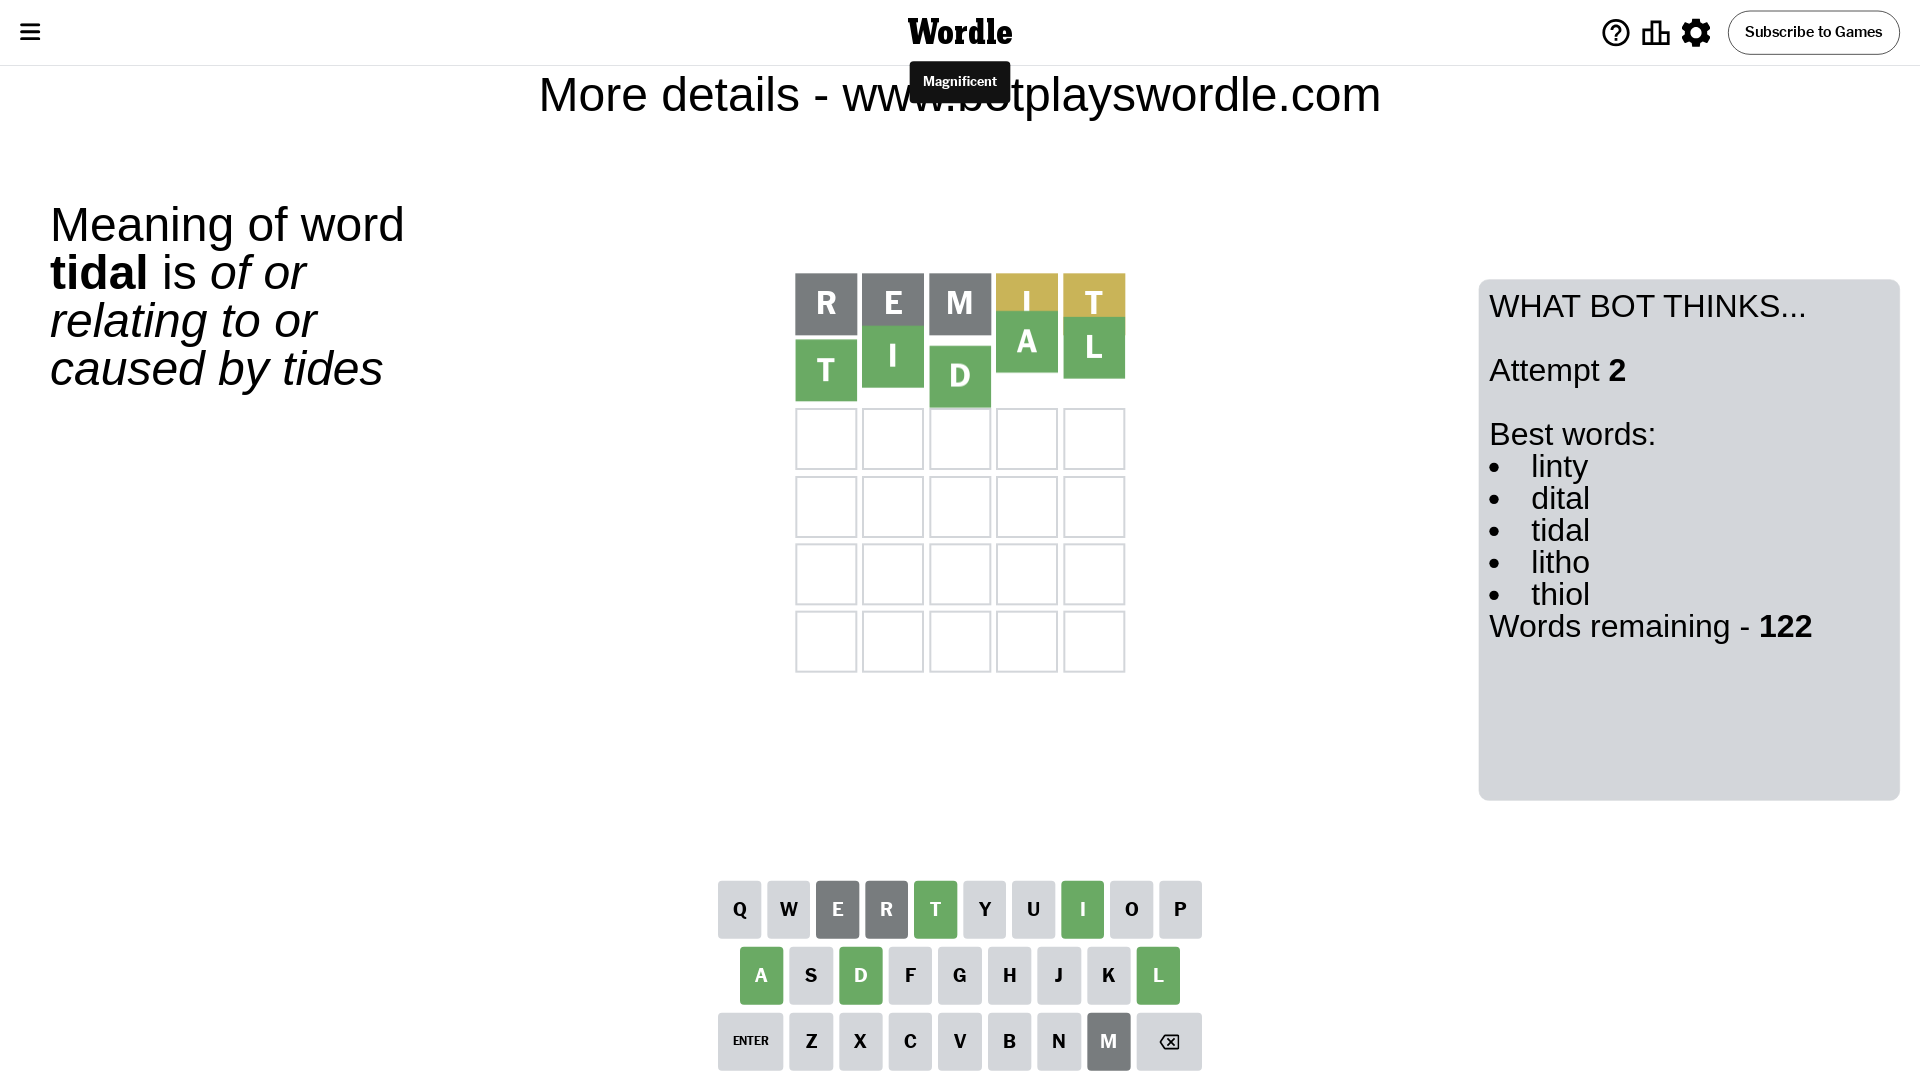 Wordle
Subscribe to Games
Magnificent
More details - www.botplayswordle.com
Meaning of word
tidal is of or
relating to or
caused by tides
R E M I T
T I D A L
WHAT BOT THINKS...
Attempt 2
Best words:
• linty
• dital
• tidal
• litho
• thiol
Words remaining - 122
Q W E R T Y U I O P
A S D F G H J K L
ENTER Z X C V B N M